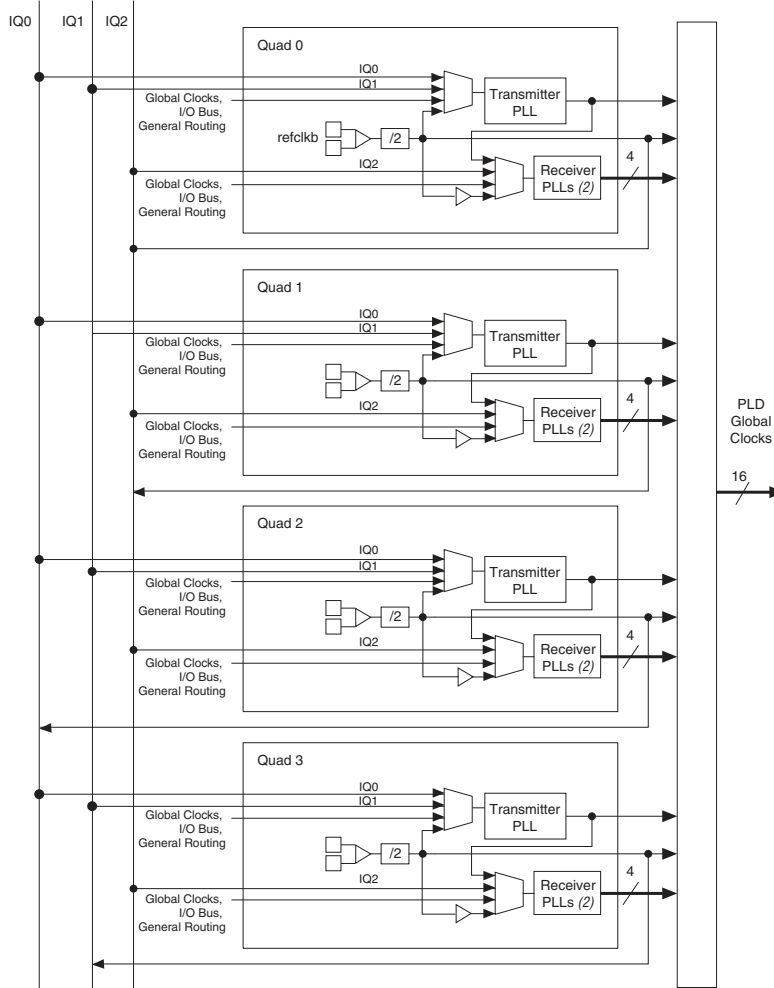 IQ0 IQ1 IQ2
Quad 0
IQ0
IQ1
Global Clocks,
I/O Bus,
General Routing
Transmitter
PLL
refclkb
/2
IQ2
Global Clocks,
I/O Bus,
General Routing
Receiver
PLLs (2)
4
Quad 1
IQ0
IQ1
Global Clocks,
I/O Bus,
General Routing
Transmitter
PLL
/2
IQ2
Global Clocks,
I/O Bus,
General Routing
Receiver
PLLs (2)
4
PLD
Global
Clocks
16
Quad 2
IQ0
IQ1
Global Clocks,
I/O Bus,
General Routing
Transmitter
PLL
/2
IQ2
Global Clocks,
I/O Bus,
General Routing
Receiver
PLLs (2)
4
Quad 3
IQ0
IQ1
Global Clocks,
I/O Bus,
General Routing
Transmitter
PLL
/2
IQ2
Global Clocks,
I/O Bus,
General Routing
Receiver
PLLs (2)
4